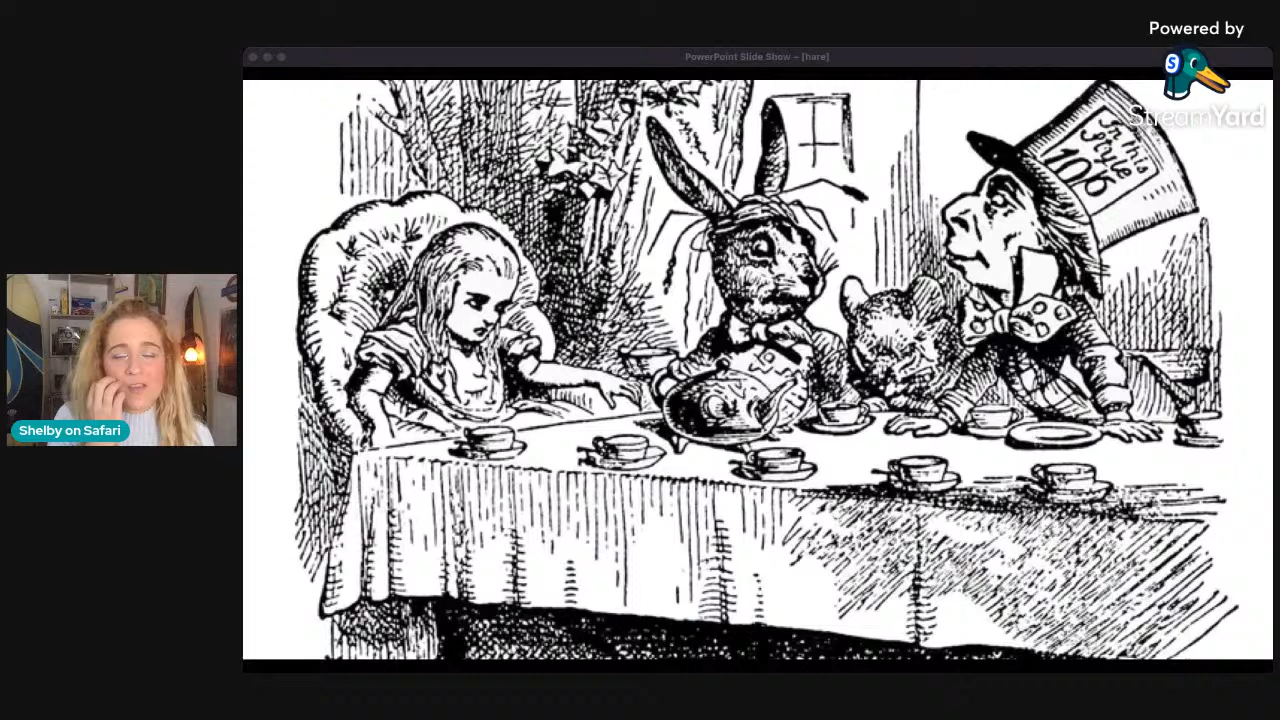 Powered by
PowerPoint Slide Show – [hare]
S
StreamYard
In this
Style
10/6
Shelby on Safari